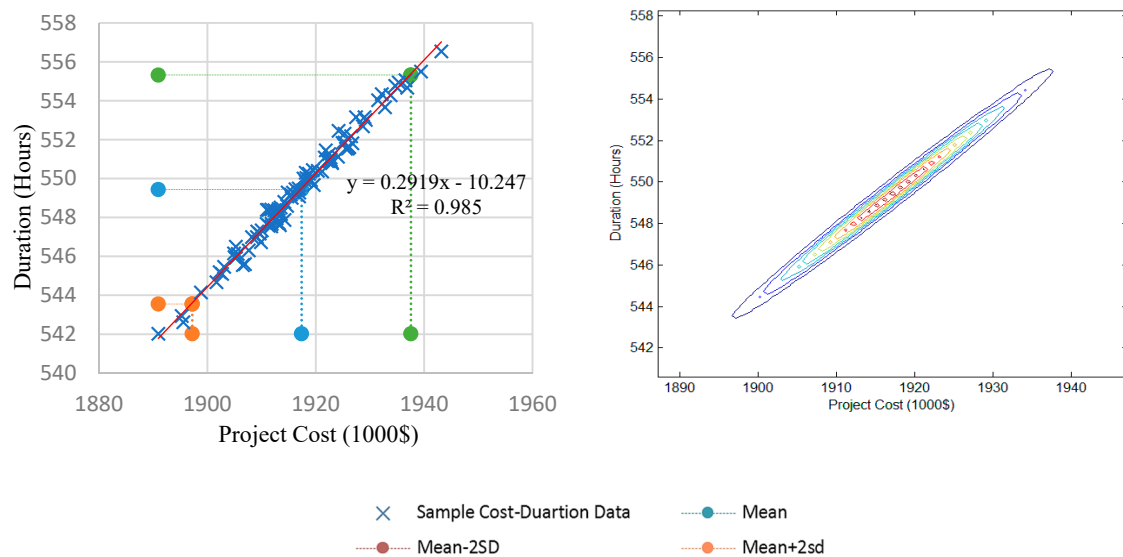 558
556
554
552
550
548
546
544
542
540
Duration (Hours)
y = 0.2919x - 10.247
R² = 0.985
1880 1900 1920 1940 1960
Project Cost (1000$)
558
556
554
552
550
548
546
544
542
Duration (Hours)
1890 1900 1910 1920 1930 1940
Project Cost (1000$)
Sample Cost-Duartion Data
Mean
Mean-2SD
Mean+2sd